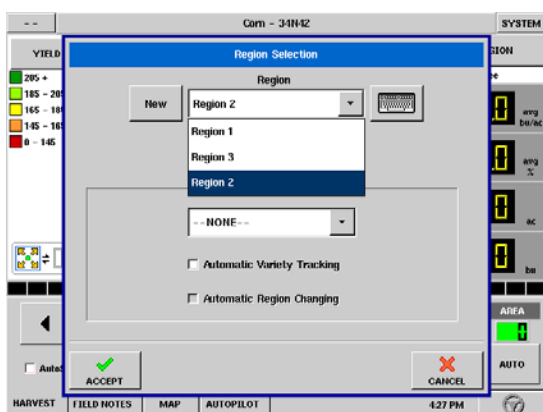 -- Corn - 34N42 SYSTEM
YIELD
Region Selection
205 +
185 - 20
165 - 18
145 - 16
0 - 145
Region
New Region 2
Region 1
Region 3
Region 2
--NONE--
Automatic Variety Tracking
Automatic Region Changing
avg
bu/ac
avg
%
ac
bu
AREA
0
Auto
ACCEPT
CANCEL
AUTO
HARVEST FIELD NOTES MAP AUTOPILOT 4:27 PM